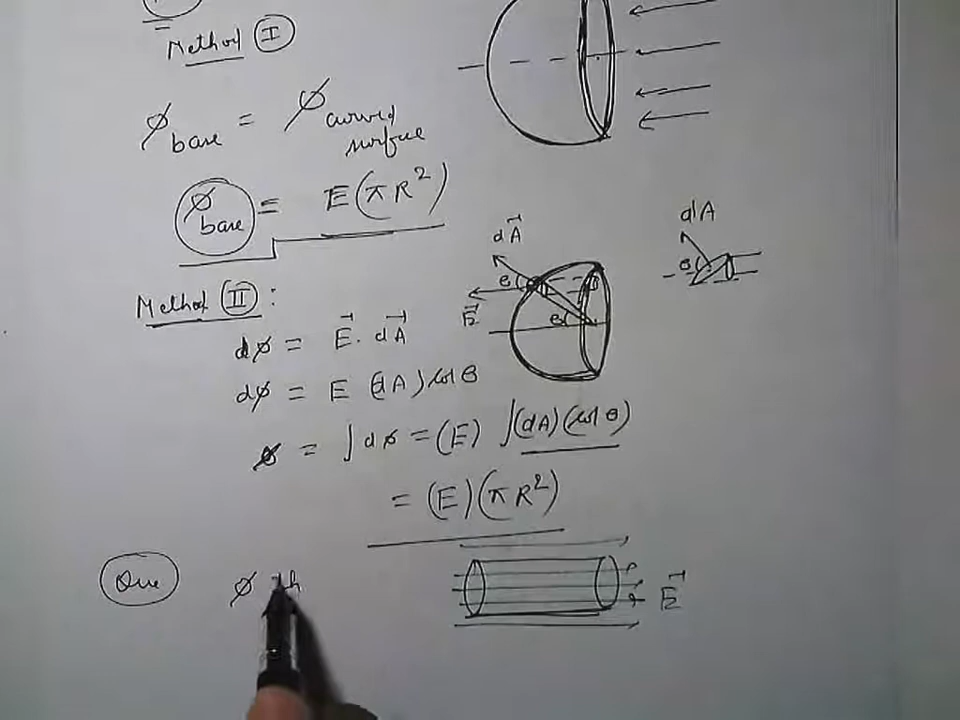 Method I
ϕ base = ϕ curved surface
ϕ base = E(πR²)
dA⃗
dA
θ
θ
E⃗
θ
Method II :
dϕ = E⃗ . dA⃗
dϕ = E (dA) cos θ
ϕ = ∫dϕ = (E) ∫(dA)(cos θ)
= (E)(πR²)
Que ϕ th
E⃗